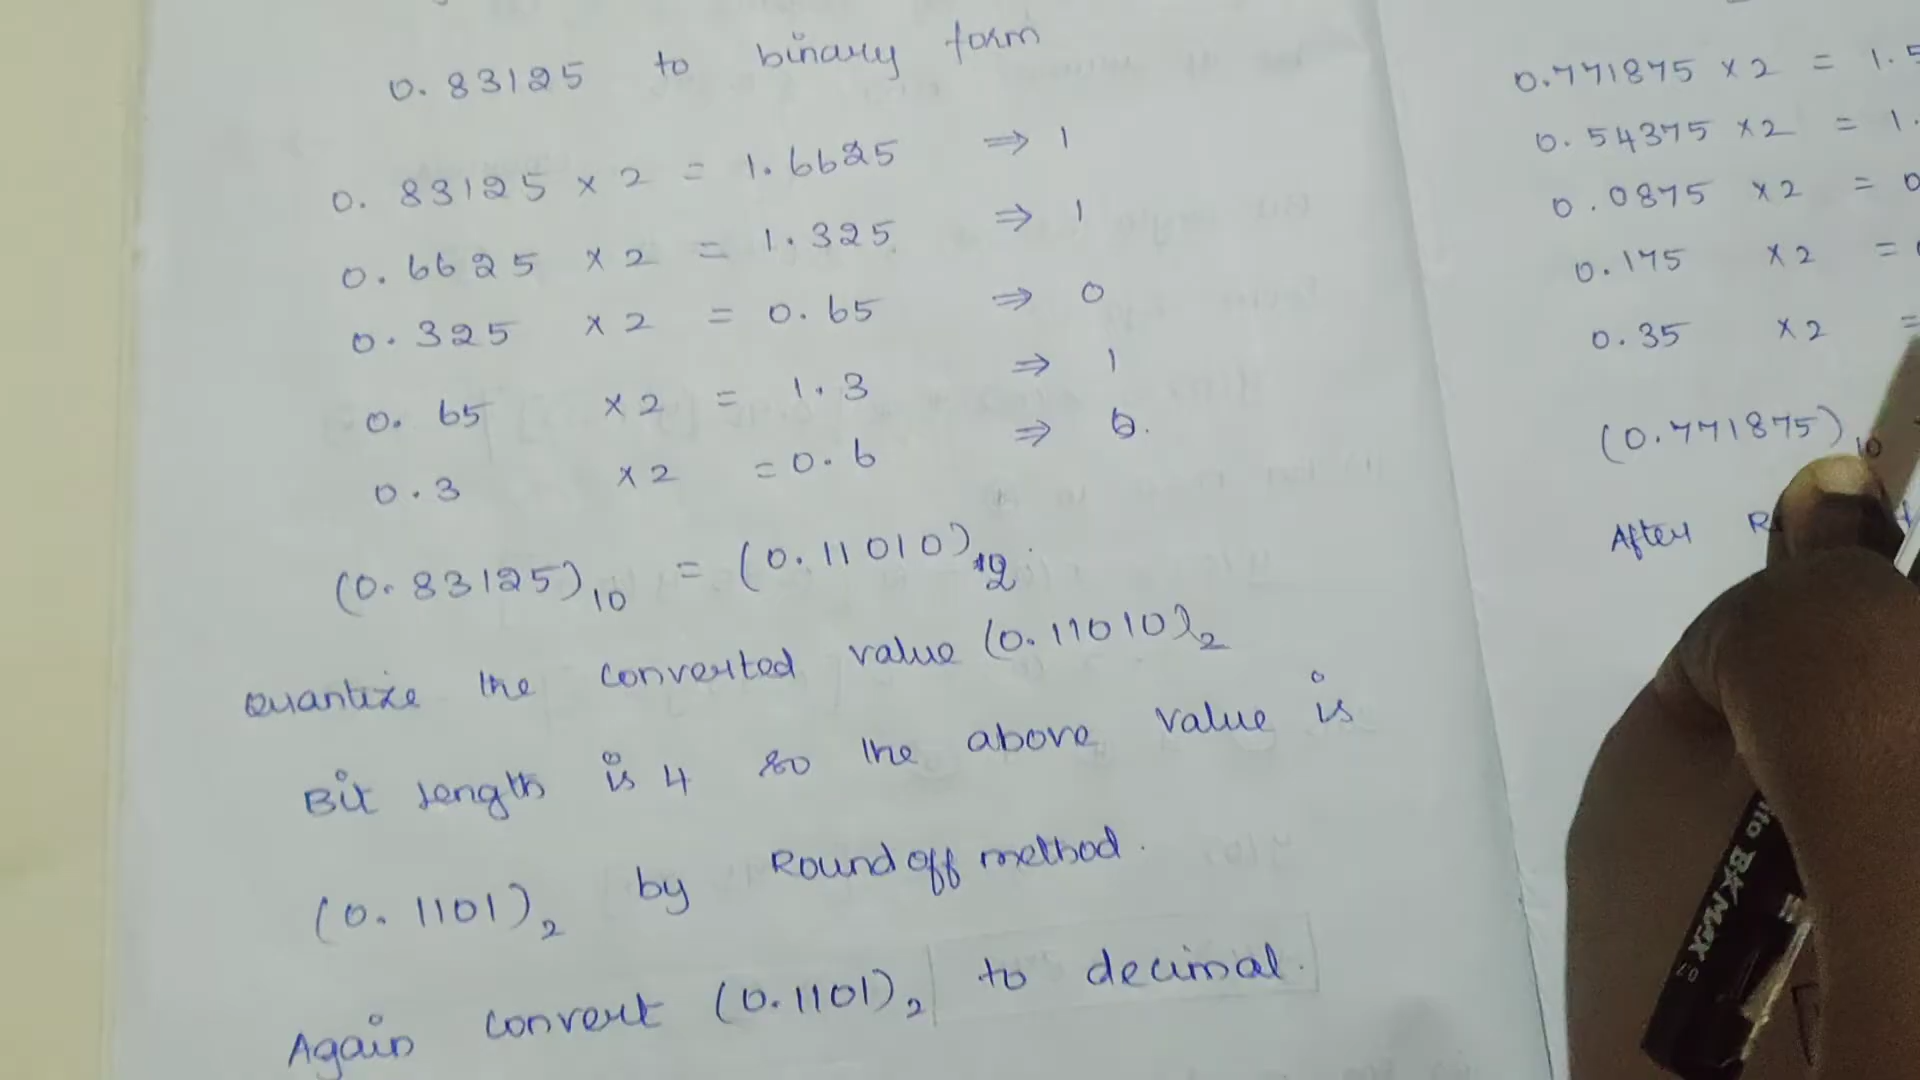 0.83125 to binary form
0.83125 × 2 = 1.6625 ⇒ 1
0.6625 × 2 = 1.325 ⇒ 1
0.325 × 2 = 0.65 ⇒ 0
0.65 × 2 = 1.3 ⇒ 1
0.3 × 2 = 0.6 ⇒ 0.
(0.83125)10 = (0.11010)2
Quantize the converted value (0.11010)2
Bit length is 4 so the above value is
(0.1101)2 by Round off method.
Again convert (0.1101)2 to decimal.
0.771875 × 2 = 1.5
0.54375 × 2 = 1.
0.0875 × 2 = 0
0.175 × 2 =
0.35 × 2 =
(0.771875)10
After
BK MAX 0.7